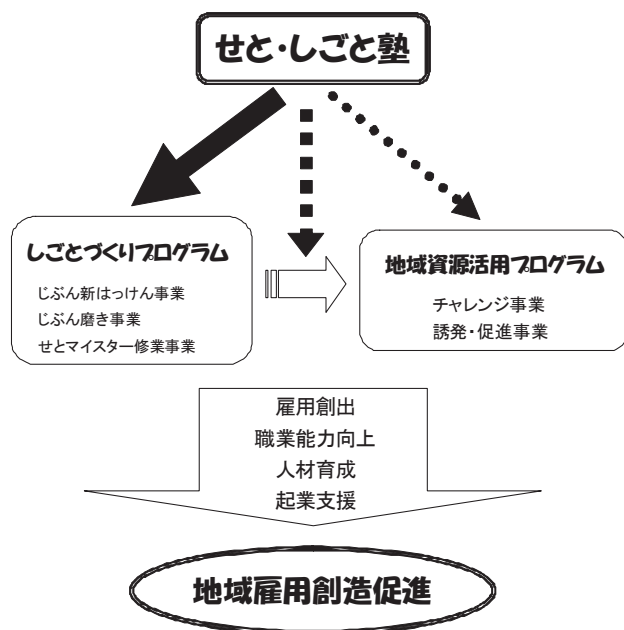 せと・しごと塾
しごとづくりプログラム
じぶん新はっけん事業
じぶん磨き事業
せとマイスター修業事業
地域資源活用プログラム
チャレンジ事業
誘発・促進事業
雇用創出
職業能力向上
人材育成
起業支援
地域雇用創造促進